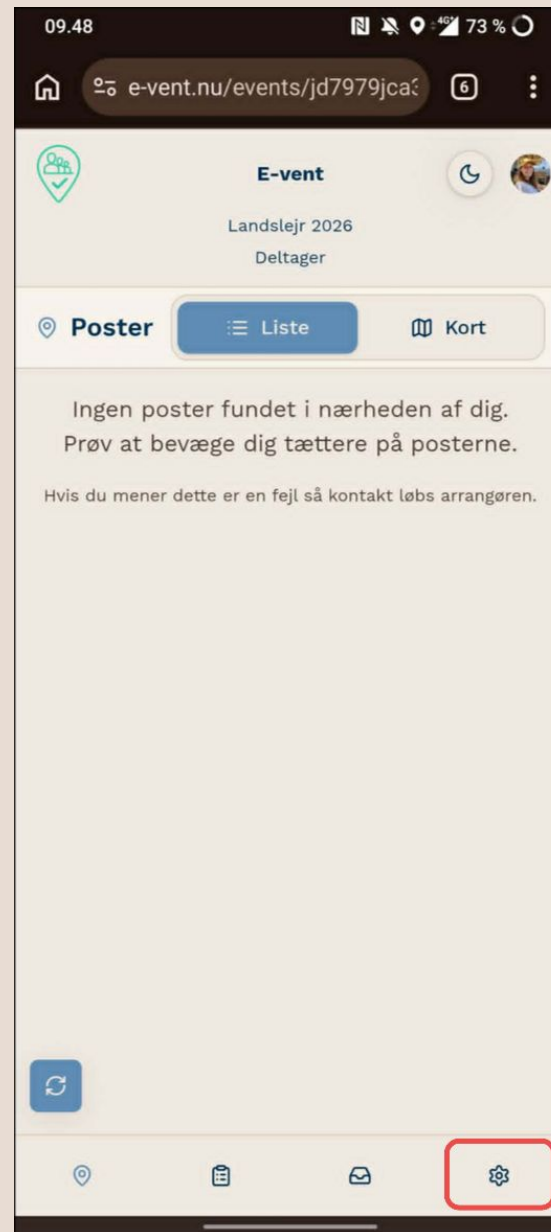 09.48
4G+ 73 %
e-vent.nu/events/jd7979jca3
6
E-vent
Landslejr 2026
Deltager
Poster
Liste
Kort
Ingen poster fundet i nærheden af dig.
Prøv at bevæge dig tættere på posterne.
Hvis du mener dette er en fejl så kontakt løbs arrangøren.